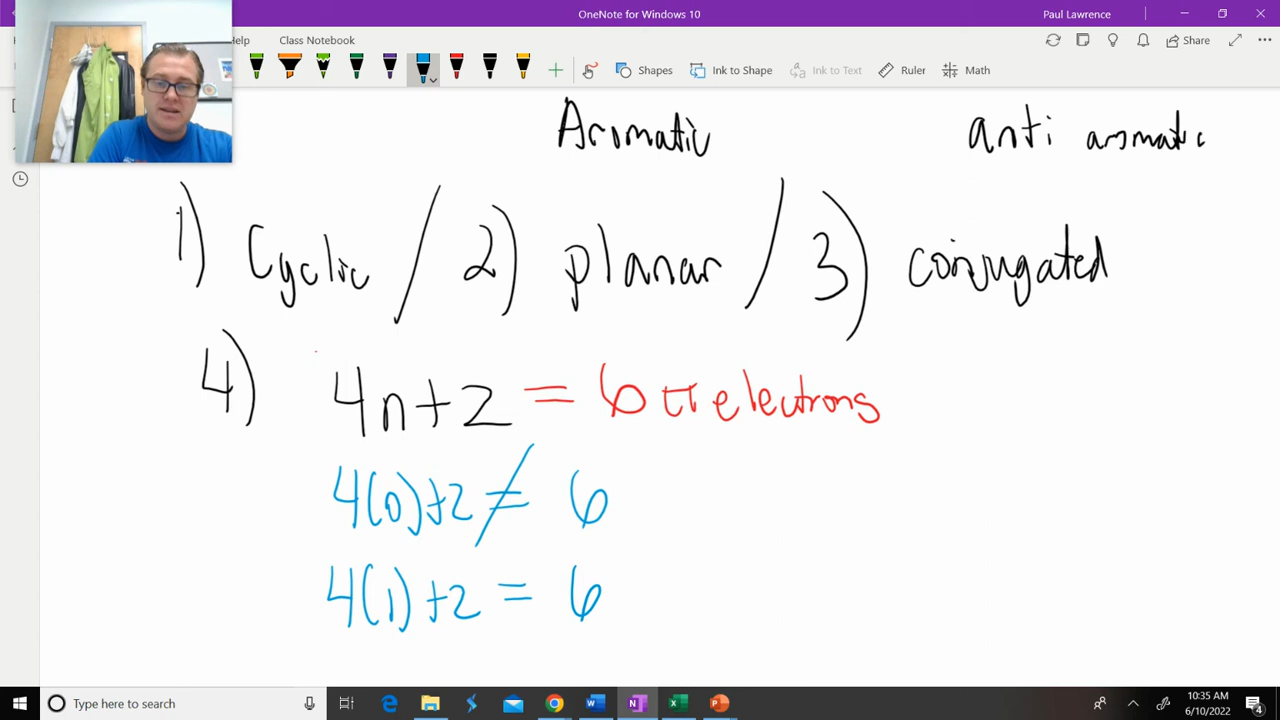 OneNote for Windows 10
Paul Lawrence
Help Class Notebook
Share
Shapes Ink to Shape Ink to Text Ruler Math
Aromatic anti aromatic
1) Cyclic / 2) planar / 3) conjugated
4) 4n+2 = 6 π electrons
4(0)+2 ≠ 6
4(1)+2 = 6
Type here to search
10:35 AM
6/10/2022
4